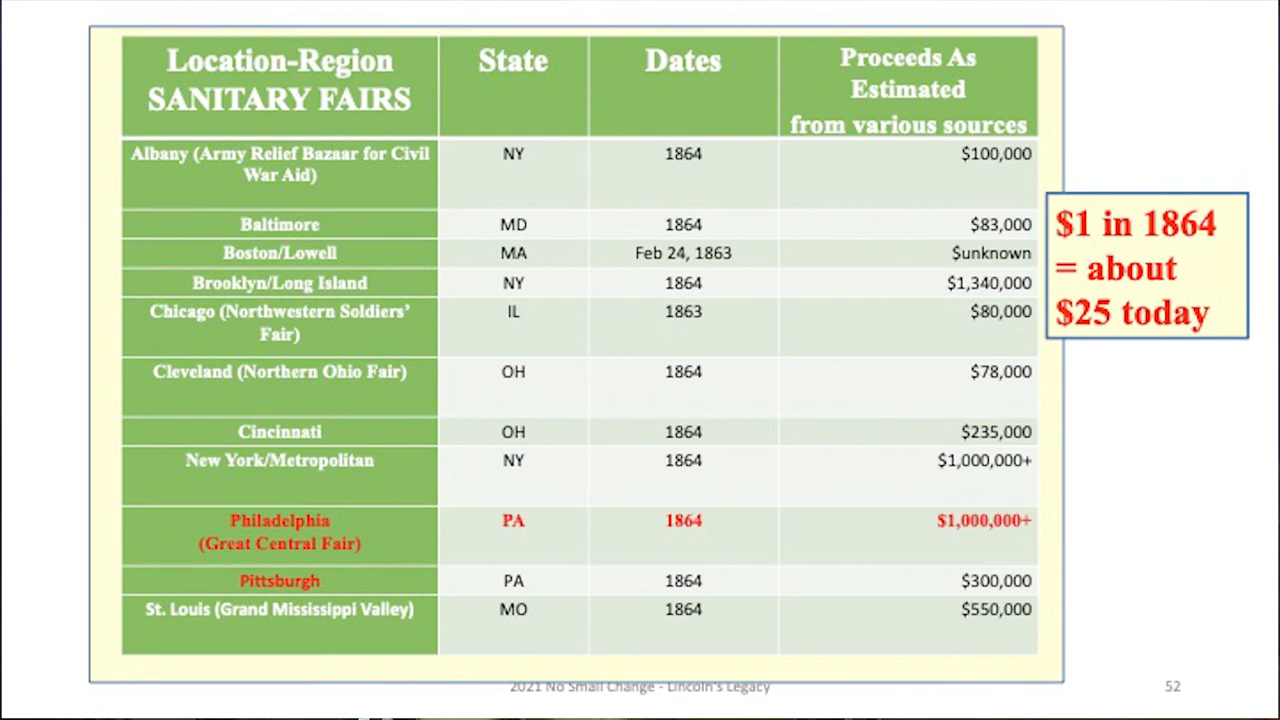 Location-Region State Dates Proceeds As
SANITARY FAIRS Estimated
from various sources
Albany (Army Relief Bazaar for Civil NY 1864 $100,000
War Aid)
Baltimore MD 1864 $83,000
Boston/Lowell MA Feb 24, 1863 $unknown
Brooklyn/Long Island NY 1864 $1,340,000
Chicago (Northwestern Soldiers’ IL 1863 $80,000
Fair)
Cleveland (Northern Ohio Fair) OH 1864 $78,000
Cincinnati OH 1864 $235,000
New York/Metropolitan NY 1864 $1,000,000+
Philadelphia PA 1864 $1,000,000+
(Great Central Fair)
Pittsburgh PA 1864 $300,000
St. Louis (Grand Mississippi Valley) MO 1864 $550,000
$1 in 1864
= about
$25 today
2021 No Small Change - Lincoln's Legacy
52